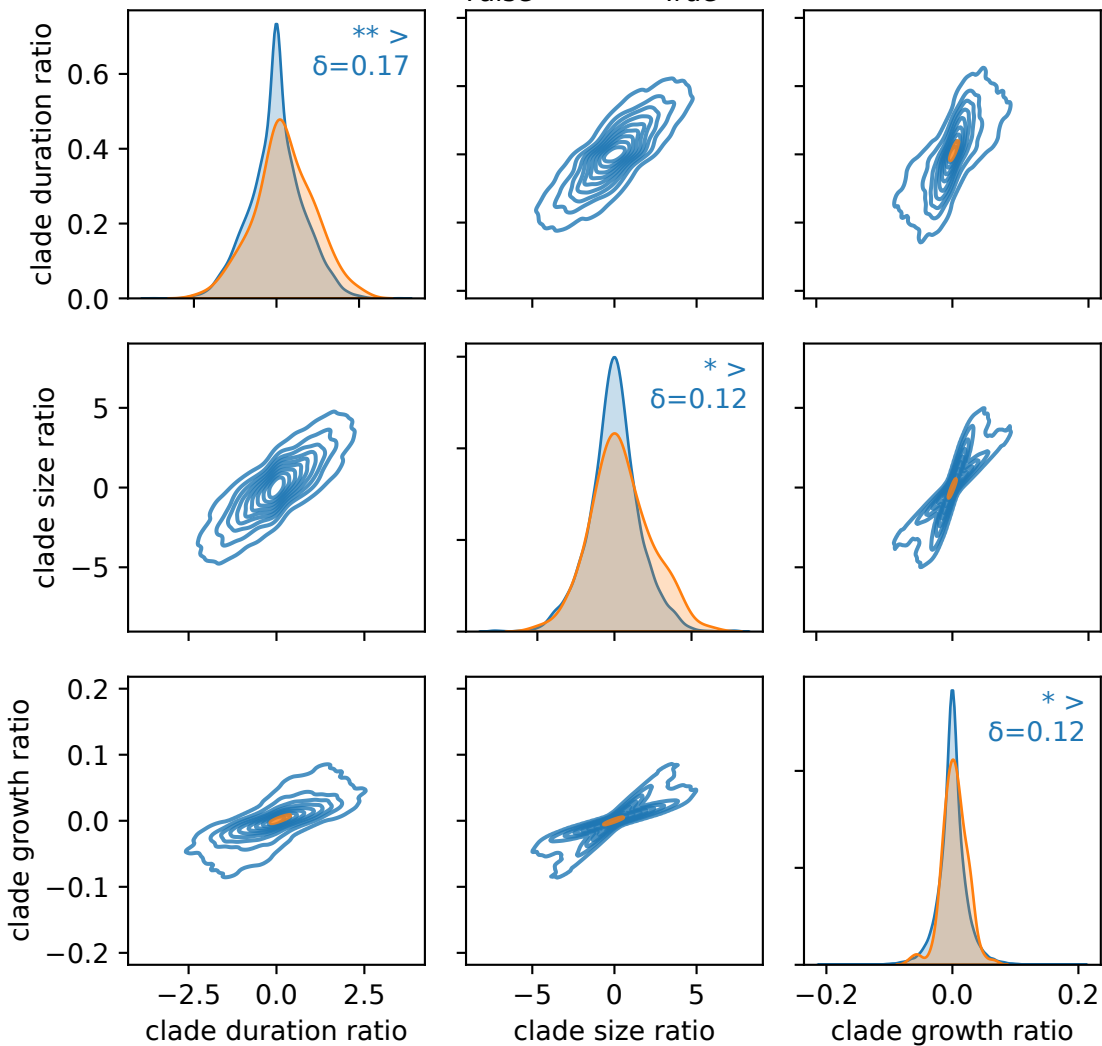 clade duration ratio
0.6
0.4
0.2
0.0
** >
δ=0.17
clade size ratio
5
0
−5
* >
δ=0.12
clade growth ratio
0.2
0.1
0.0
−0.1
−0.2
* >
δ=0.12
−2.5 0.0 2.5
−5 0 5
−0.2 0.0 0.2
clade duration ratio
clade size ratio
clade growth ratio